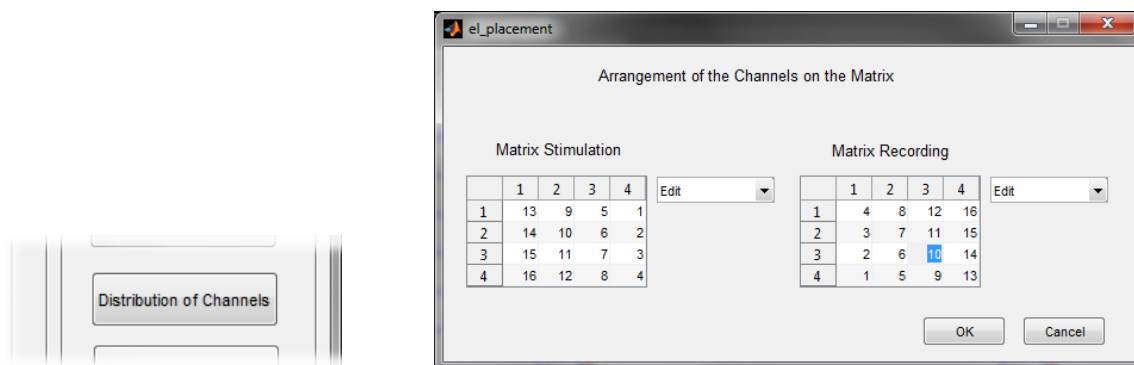 el_placement
Arrangement of the Channels on the Matrix
Matrix Stimulation
1 2 3 4
Edit
1 13 9 5 1
2 14 10 6 2
3 15 11 7 3
4 16 12 8 4
Matrix Recording
1 2 3 4
Edit
1 4 8 12 16
2 3 7 11 15
3 2 6 10 14
4 1 5 9 13
Distribution of Channels
OK
Cancel